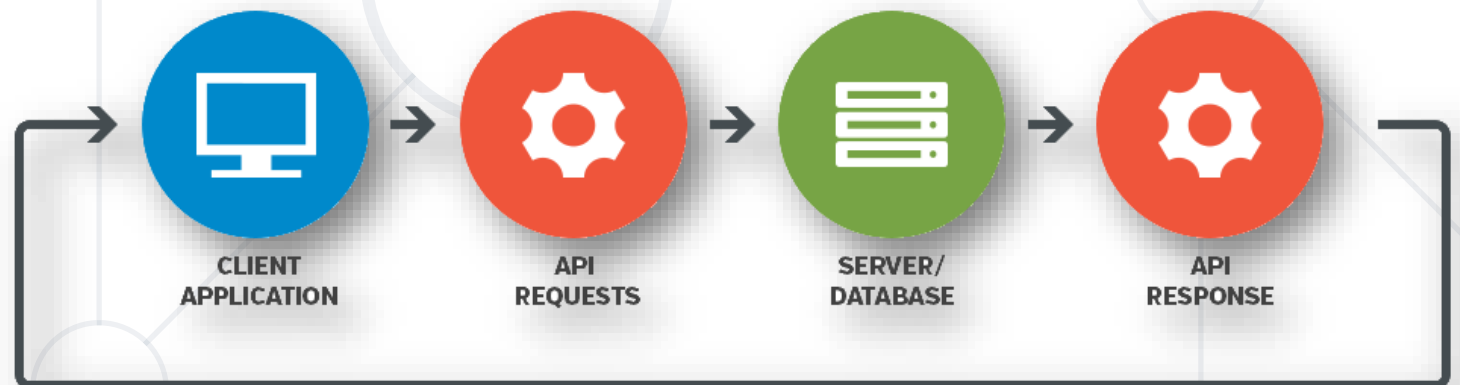 CLIENT
APPLICATION
API
REQUESTS
SERVER/
DATABASE
API
RESPONSE